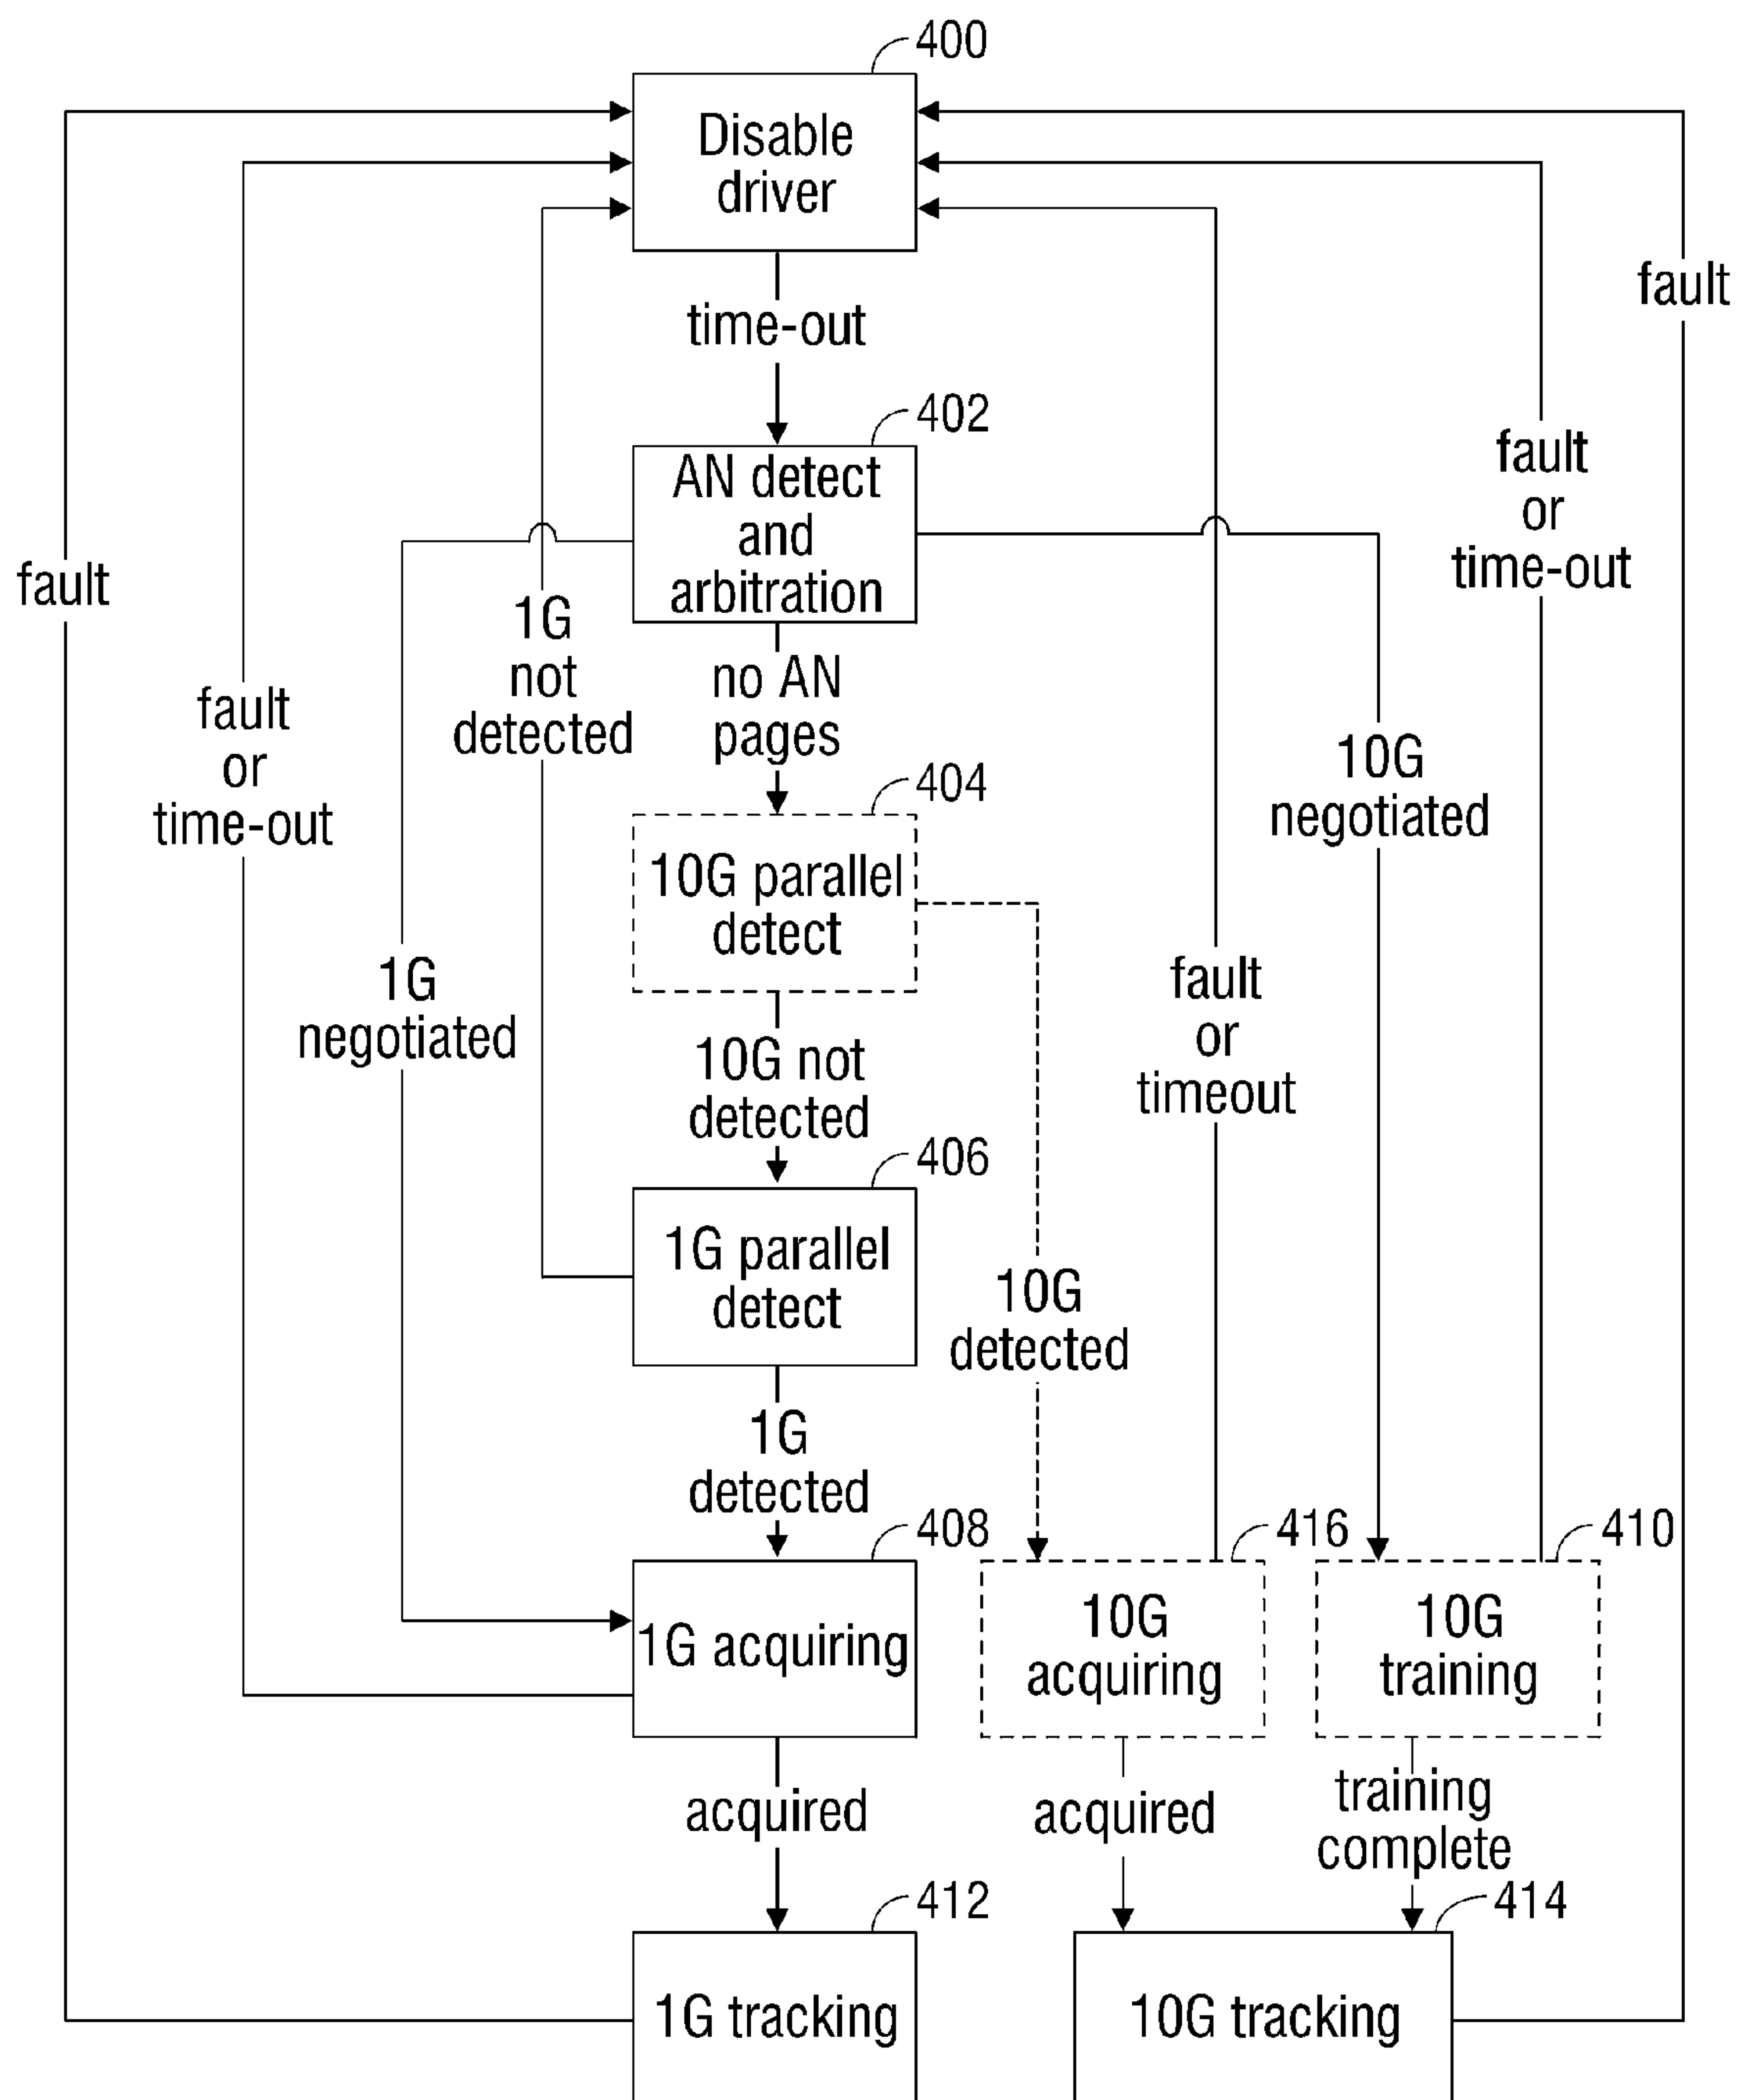 400
Disable
driver
time-out
fault
402
AN detect
and
arbitration
fault
or
time-out
fault
1G
not
detected
no AN
pages
fault
or
time-out
10G
negotiated
404
10G parallel
detect
1G
negotiated
fault
or
timeout
10G not
detected
406
1G parallel
detect
10G
detected
1G
detected
408
416
410
1G acquiring
10G
acquiring
10G
training
acquired
acquired
training
complete
412
414
1G tracking
10G tracking